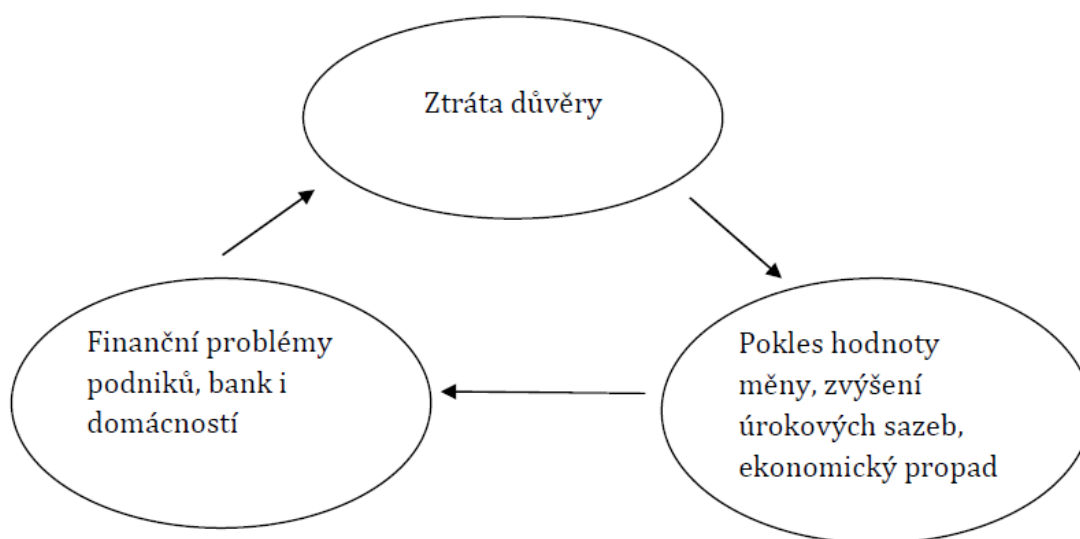 Ztráta důvěry
Finanční problémy
podniků, bank i
domácností
Pokles hodnoty
měny, zvýšení
úrokových sazeb,
ekonomický propad